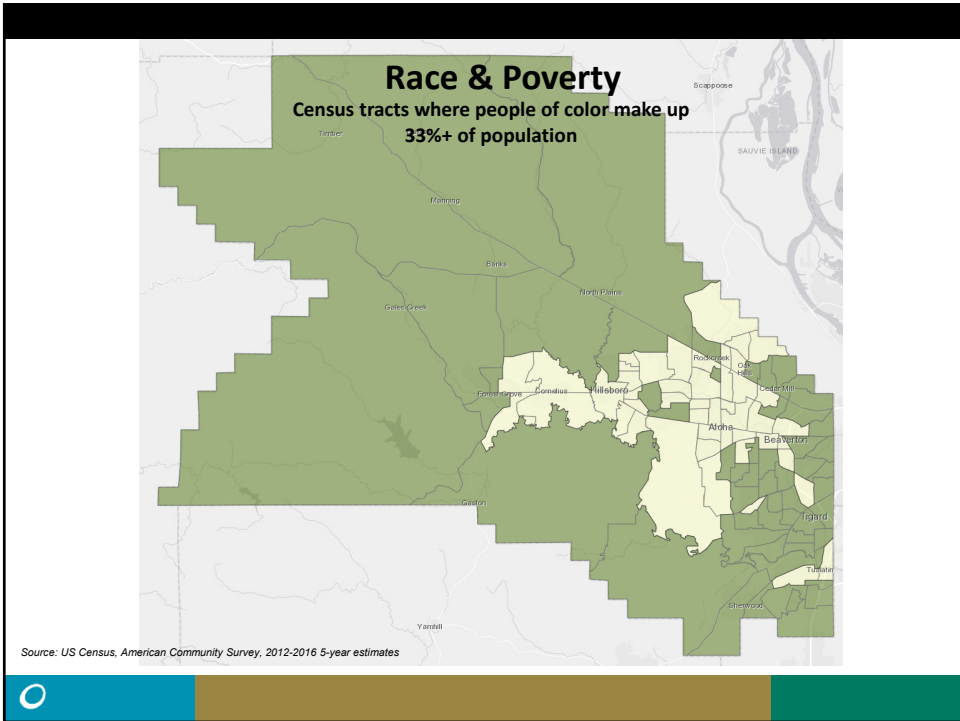 Race & Poverty
Census tracts where people of color make up
33%+ of population
Scappoose
Timber
SAUVIE ISLAND
Manning
Banks
North Plains
Gales Creek
Rockcreek
Oak
Hills
Forest Grove
Cornelius
Hillsboro
Cedar Mill
Aloha
Beaverton
Gaston
Tigard
Tualatin
Sherwood
Yamhill
Source: US Census, American Community Survey, 2012-2016 5-year estimates